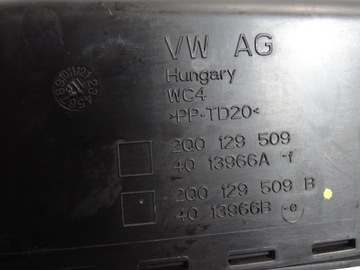 VW AG
Hungary
WC4
>PP-TD20<
2Q0 129 509
40 13966A -f
2Q0 129 509 B
40 13966B -e